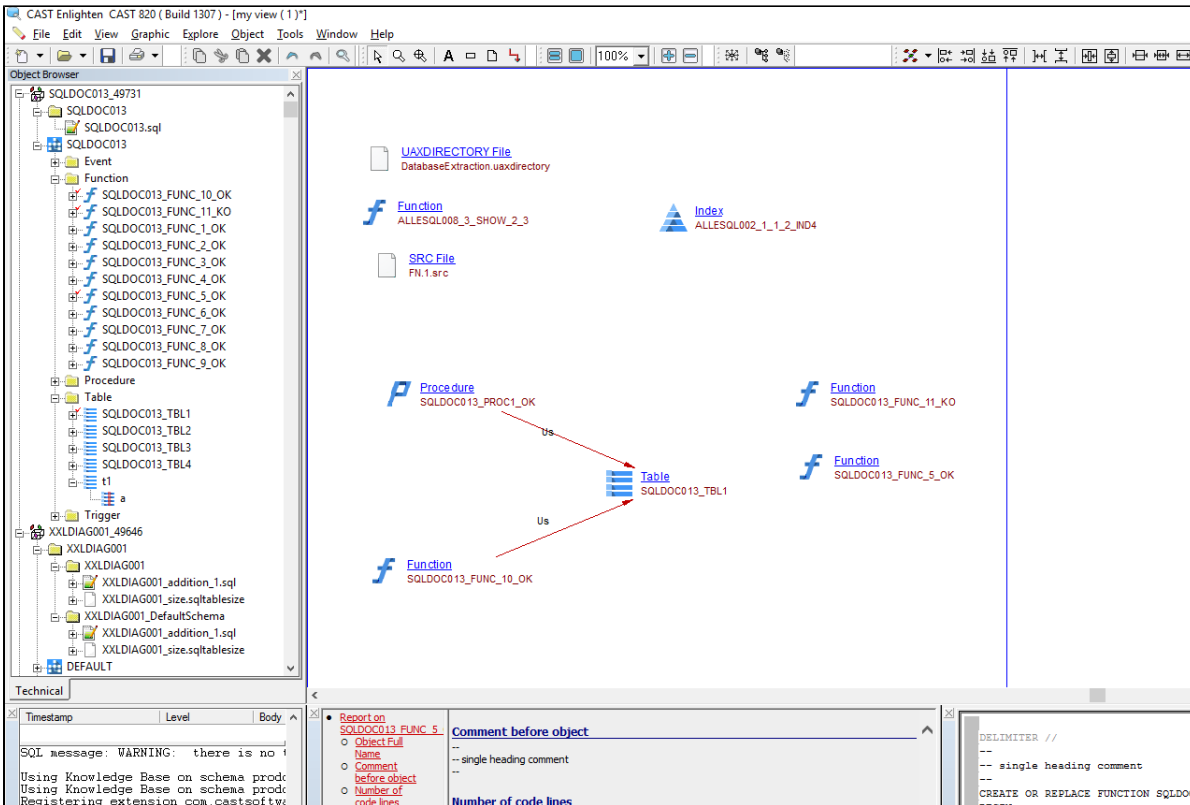 CAST Enlighten  CAST 820 ( Build 1307 ) - [my view ( 1 )*]
File Edit View Graphic Explore Object Tools Window Help
A 100%
Object Browser
SQLDOC013_49731
SQLDOC013
SQLDOC013.sql
SQLDOC013
Event
Function
SQLDOC013_FUNC_10_OK
SQLDOC013_FUNC_11_KO
SQLDOC013_FUNC_1_OK
SQLDOC013_FUNC_2_OK
SQLDOC013_FUNC_3_OK
SQLDOC013_FUNC_4_OK
SQLDOC013_FUNC_5_OK
SQLDOC013_FUNC_6_OK
SQLDOC013_FUNC_7_OK
SQLDOC013_FUNC_8_OK
SQLDOC013_FUNC_9_OK
Procedure
Table
SQLDOC013_TBL1
SQLDOC013_TBL2
SQLDOC013_TBL3
SQLDOC013_TBL4
t1
a
Trigger
XXLDIAG001_49646
XXLDIAG001
XXLDIAG001
XXLDIAG001_addition_1.sql
XXLDIAG001_size.sqltablesize
XXLDIAG001_DefaultSchema
XXLDIAG001_addition_1.sql
XXLDIAG001_size.sqltablesize
DEFAULT
Technical
UAXDIRECTORY File
DatabaseExtraction.uaxdirectory
Function
ALLESQL008_3_SHOW_2_3
Index
ALLESQL002_1_1_2_IND4
SRC File
FN.1.src
Procedure
SQLDOC013_PROC1_OK
Function
SQLDOC013_FUNC_11_KO
Us
Function
SQLDOC013_FUNC_5_OK
Table
SQLDOC013_TBL1
Us
Function
SQLDOC013_FUNC_10_OK
Timestamp Level Body
SQL message: WARNING:  there is no
Using Knowledge Base on schema prod
Using Knowledge Base on schema prod
Registering extension com.castsoftw
Report on
SQLDOC013_FUNC_5_
Object Full
Name
Comment
before object
Number of
code lines
Comment before object
--
-- single heading comment
--
Number of code lines
DELIMITER //
--
-- single heading comment
--
CREATE OR REPLACE FUNCTION SQLDO